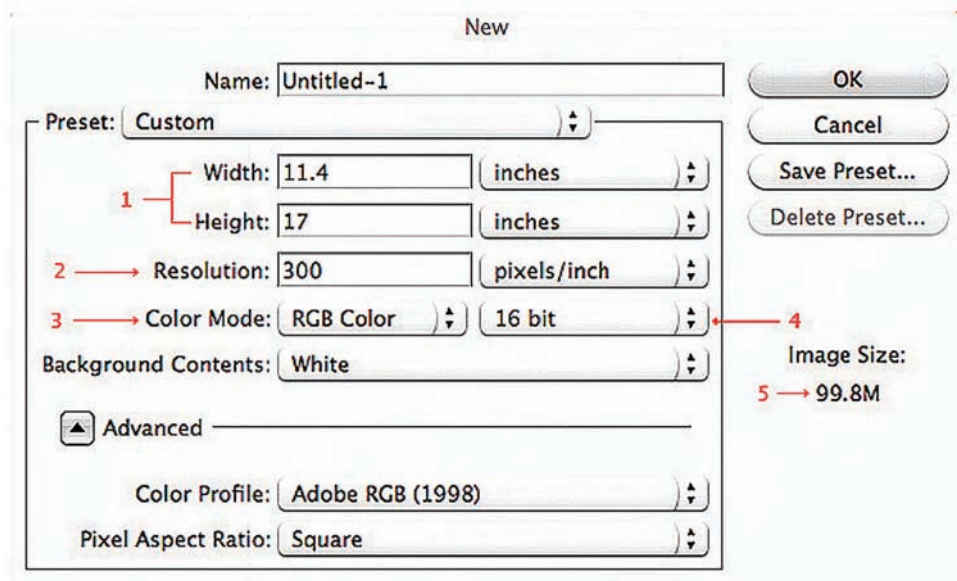 New
Name: Untitled-1 OK
Preset: Custom Cancel
Width: 11.4 inches Save Preset...
1
Height: 17 inches Delete Preset...
2 Resolution: 300 pixels/inch
3 Color Mode: RGB Color 16 bit 4
Background Contents: White Image Size:
5 99.8M
Advanced
Color Profile: Adobe RGB (1998)
Pixel Aspect Ratio: Square